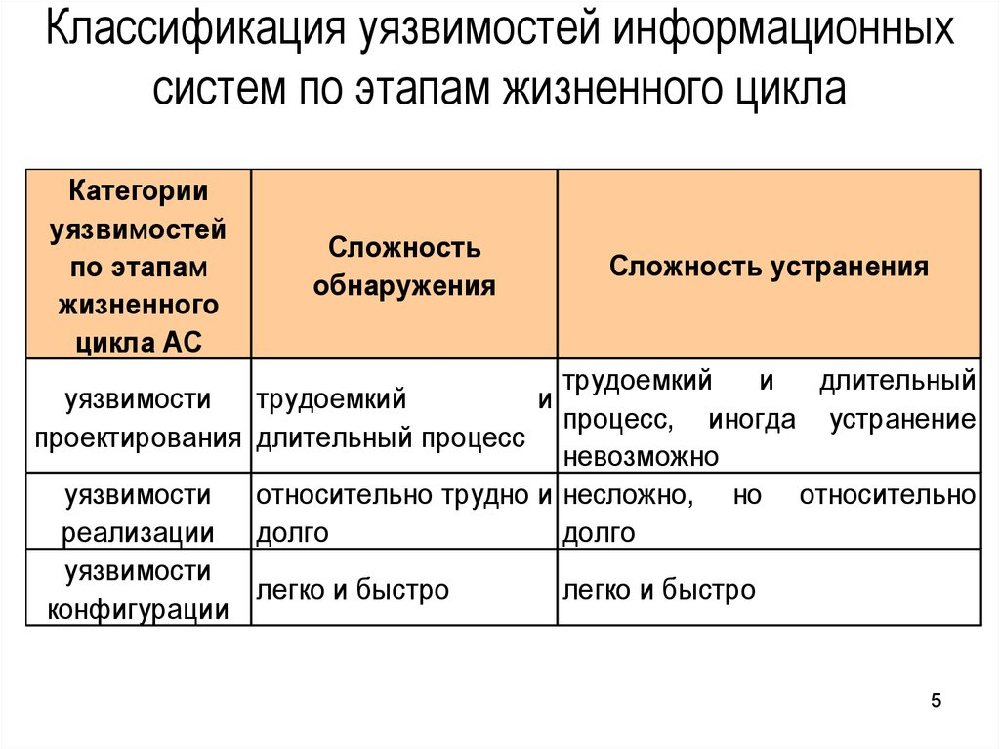 Классификация уязвимостей информационных
систем по этапам жизненного цикла
Категории
уязвимостей
по этапам
жизненного
цикла АС
Сложность
обнаружения
Сложность устранения
уязвимости
проектирования
трудоемкий и
длительный процесс
трудоемкий и длительный
процесс, иногда устранение
невозможно
уязвимости
реализации
относительно трудно и
долго
несложно, но относительно
долго
уязвимости
конфигурации
легко и быстро
легко и быстро
5